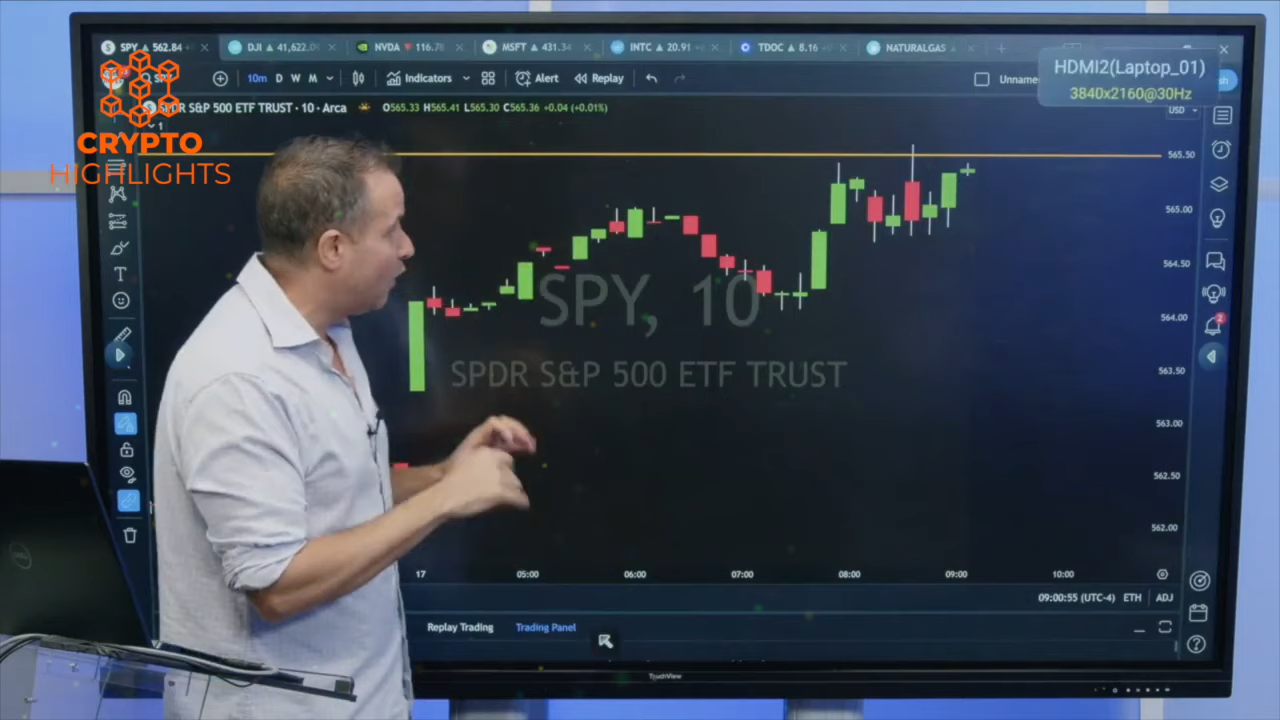 SPY 562.84
DJI 41,622.0
NVDA 116.78
MSFT 431.34
INTC 20.91
TDOC 8.16
NATURALGAS
HDMI2(Laptop_01)
3840x2160@30Hz
10m D W M
Indicators
Alert
Replay
Unname
SPDR S&P 500 ETF TRUST · 10 · Arca
O565.33 H565.41 L565.30 C565.36 +0.04 (+0.01%)
USD
1
CRYPTO
HIGHLIGHTS
565.50
565.00
564.50
564.00
563.50
563.00
562.50
562.00
SPY, 10
SPDR S&P 500 ETF TRUST
2
17 05:00 06:00 07:00 08:00 09:00 10:00
09:00:55 (UTC-4) ETH ADJ
Replay Trading
Trading Panel
TouchView
DELL